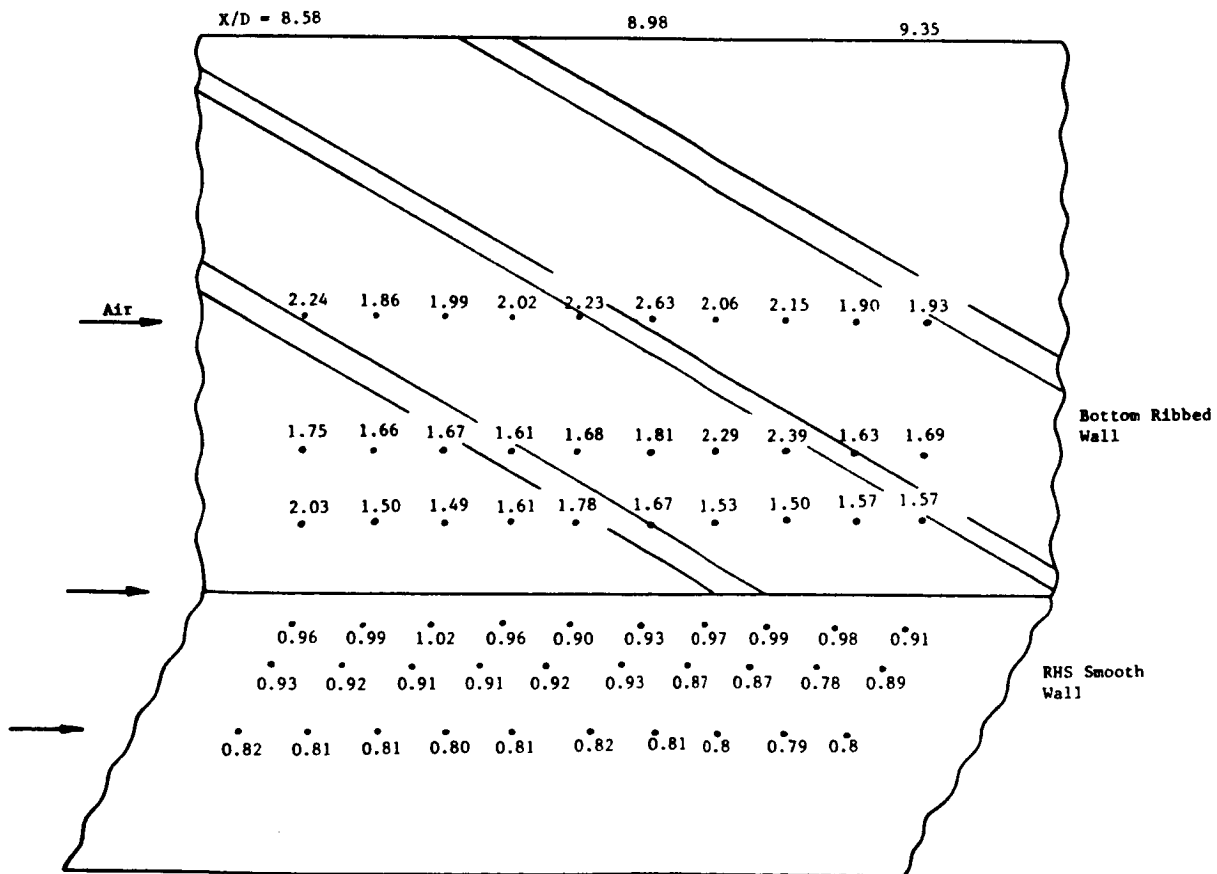 X/D = 8.58 8.98 9.35
Air
2.24 1.86 1.99 2.02 2.23 2.63 2.06 2.15 1.90 1.93
Bottom Ribbed
Wall
1.75 1.66 1.67 1.61 1.68 1.81 2.29 2.39 1.63 1.69
2.03 1.50 1.49 1.61 1.78 1.67 1.53 1.50 1.57 1.57
0.96 0.99 1.02 0.96 0.90 0.93 0.97 0.99 0.98 0.91
RHS Smooth
Wall
0.93 0.92 0.91 0.91 0.92 0.93 0.87 0.87 0.78 0.89
0.82 0.81 0.81 0.80 0.81 0.82 0.81 0.8 0.79 0.8